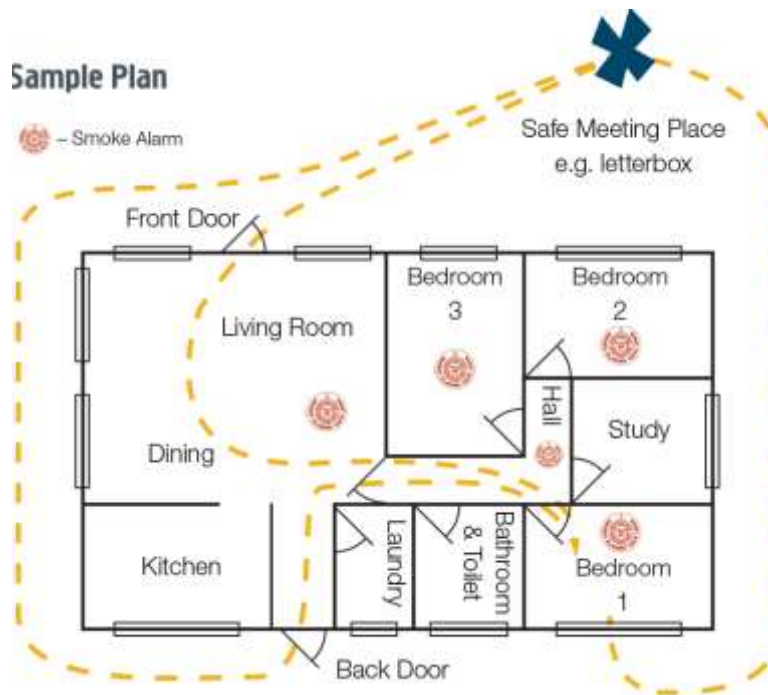 Sample Plan
– Smoke Alarm
Safe Meeting Place
e.g. letterbox
Front Door
Bedroom
3
Bedroom
2
Living Room
Hall
Study
Dining
Kitchen
Laundry
Bathroom
& Toilet
Bedroom
1
Back Door